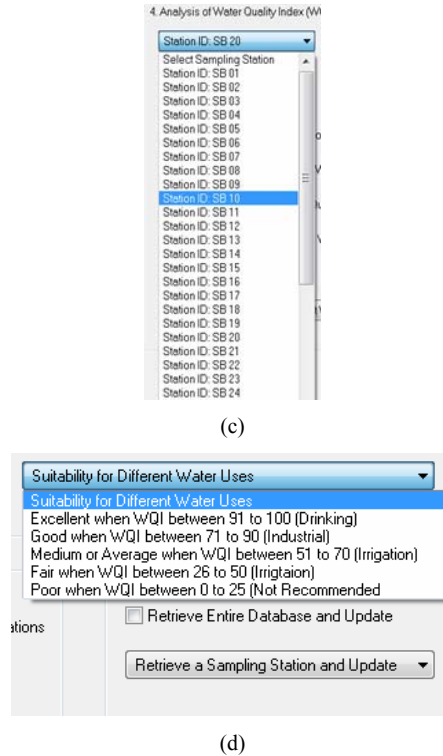 4. Analysis of Water Quality Index (W
Station ID: SB 20
Select Sampling Station
Station ID: SB 01
Station ID: SB 02
Station ID: SB 03
Station ID: SB 04
Station ID: SB 05
Station ID: SB 06
Station ID: SB 07
Station ID: SB 08
Station ID: SB 09
Station ID: SB 10
Station ID: SB 11
Station ID: SB 12
Station ID: SB 13
Station ID: SB 14
Station ID: SB 15
Station ID: SB 16
Station ID: SB 17
Station ID: SB 18
Station ID: SB 19
Station ID: SB 20
Station ID: SB 21
Station ID: SB 22
Station ID: SB 23
Station ID: SB 24
(c)
Suitability for Different Water Uses
Suitability for Different Water Uses
Excellent when WQI between 91 to 100 (Drinking)
Good when WQI between 71 to 90 (Industrial)
Medium or Average when WQI between 51 to 70 (Irrigation)
Fair when WQI between 26 to 50 (Irrigtaion)
Poor when WQI between 0 to 25 (Not Recommended
ations
Retrieve Entire Database and Update
Retrieve a Sampling Station and Update
(d)